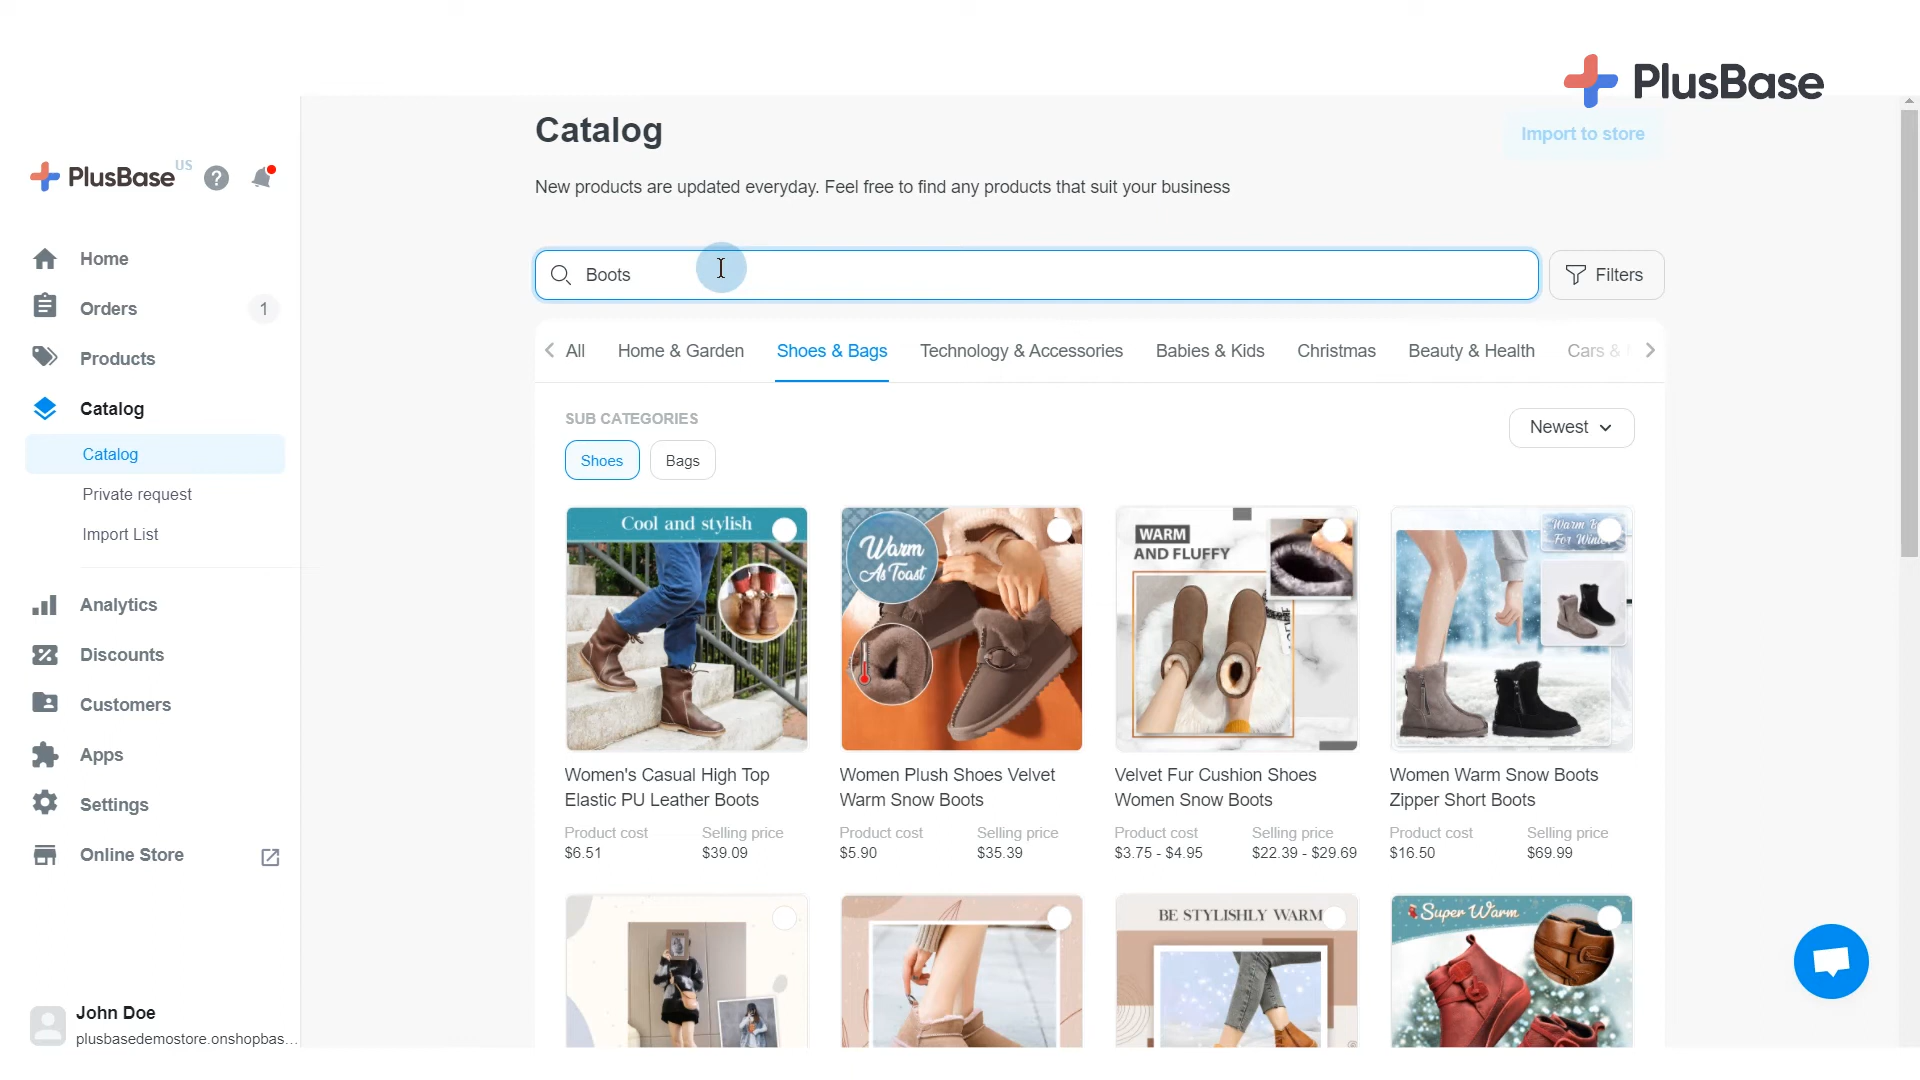 PlusBase
Catalog
Import to store
PlusBase US
New products are updated everyday. Feel free to find any products that suit your business
Home
Boots
Filters
Orders 1
All
Home & Garden
Shoes & Bags
Technology & Accessories
Babies & Kids
Christmas
Beauty & Health
Cars &
Products
Catalog
SUB CATEGORIES
Newest
Catalog
Shoes
Bags
Private request
Import List
Cool and stylish
Warm
As Toast
WARM
AND FLUFFY
For Winter
Analytics
Discounts
Customers
Apps
Settings
Online Store
Women's Casual High Top
Elastic PU Leather Boots
Product cost Selling price
$6.51 $39.09
Women Plush Shoes Velvet
Warm Snow Boots
Product cost Selling price
$5.90 $35.39
Velvet Fur Cushion Shoes
Women Snow Boots
Product cost Selling price
$3.75 - $4.95 $22.39 - $29.69
Women Warm Snow Boots
Zipper Short Boots
Product cost Selling price
$16.50 $69.99
BE STYLISHLY WARM
Super Warm
John Doe
plusbasedemostore.onshopbas...